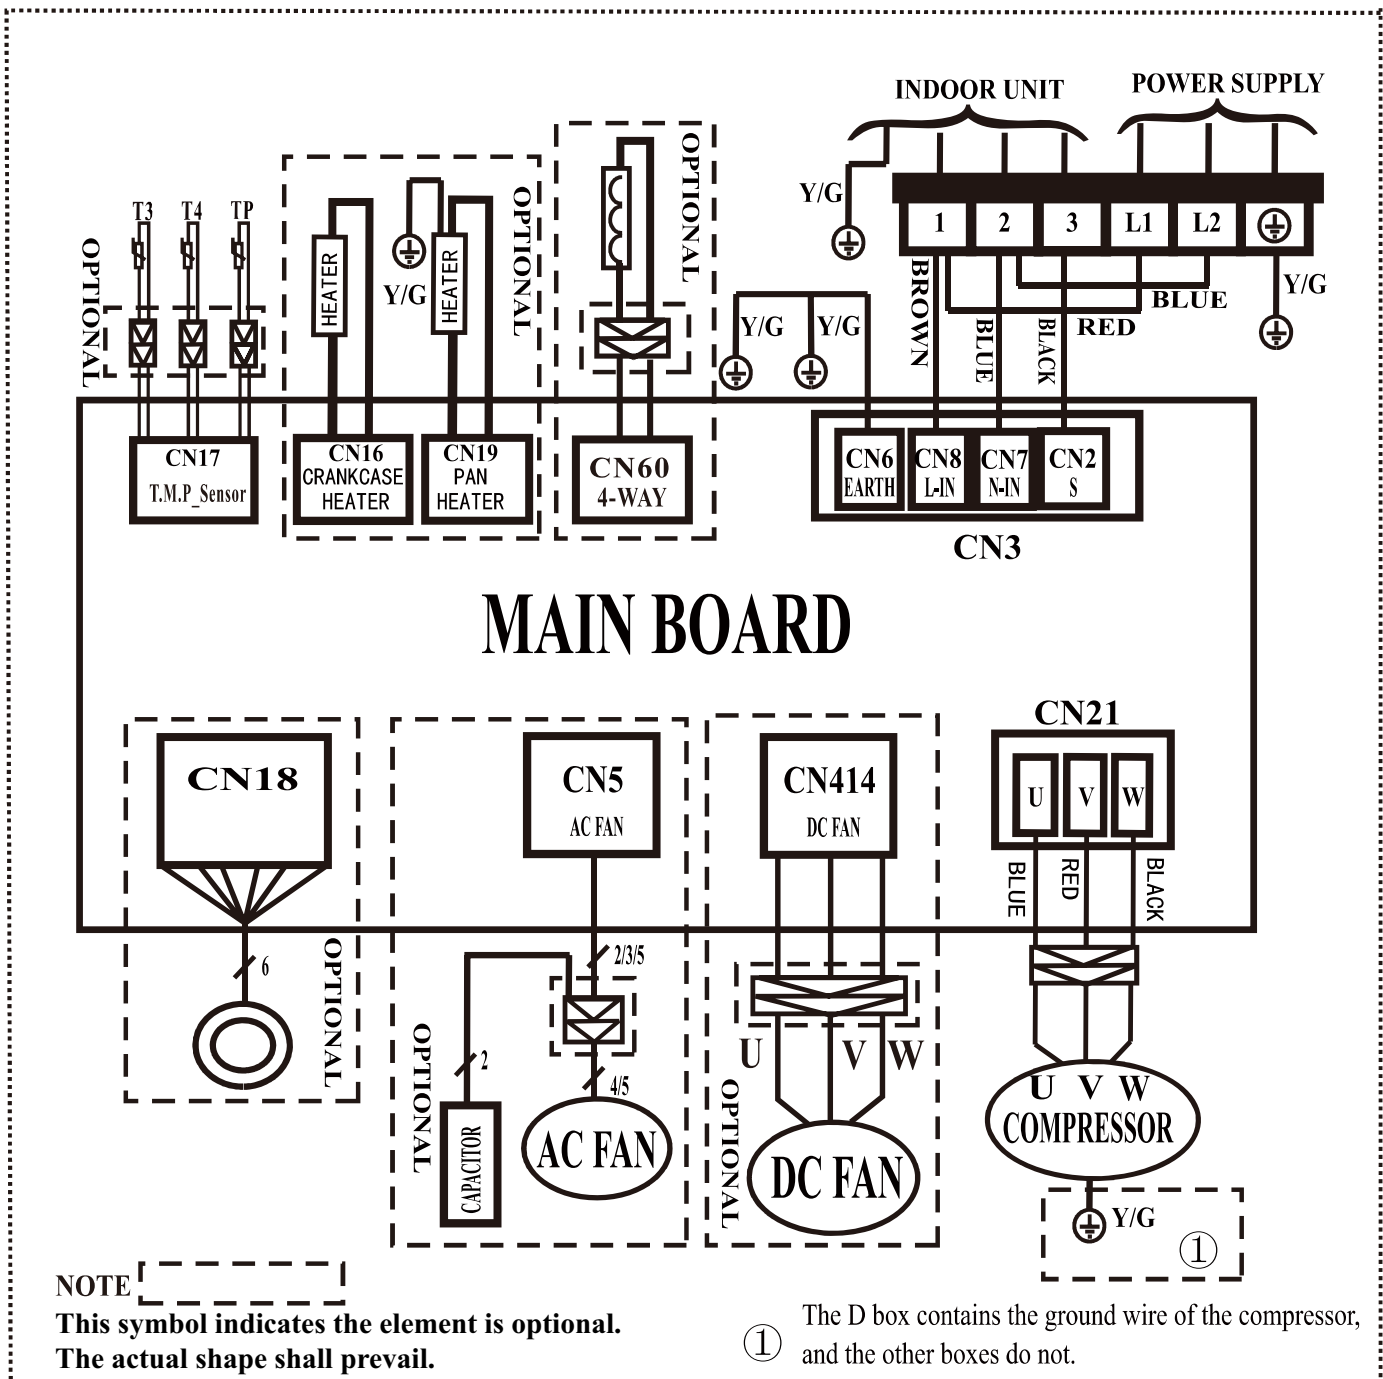 INDOOR UNIT
POWER SUPPLY
OPTIONAL
OPTIONAL
T3
T4
TP
Y/G
1
2
3
L1
L2
OPTIONAL
HEATER
Y/G
HEATER
Y/G
Y/G
BROWN
BLUE
BLACK
BLUE
RED
Y/G
CN17
T.M.P_Sensor
CN16
CRANKCASE
HEATER
CN19
PAN
HEATER
CN60
4-WAY
CN6
EARTH
CN8
L-IN
CN7
N-IN
CN2
S
CN3
MAIN BOARD
CN18
CN5
AC FAN
CN414
DC FAN
CN21
U
V
W
BLUE
RED
BLACK
6
OPTIONAL
2/3/5
2
4/5
OPTIONAL
CAPACITOR
AC FAN
U
V
W
OPTIONAL
DC FAN
U V W
COMPRESSOR
Y/G
①
NOTE
This symbol indicates the element is optional.
The actual shape shall prevail.
① The D box contains the ground wire of the compressor,
and the other boxes do not.